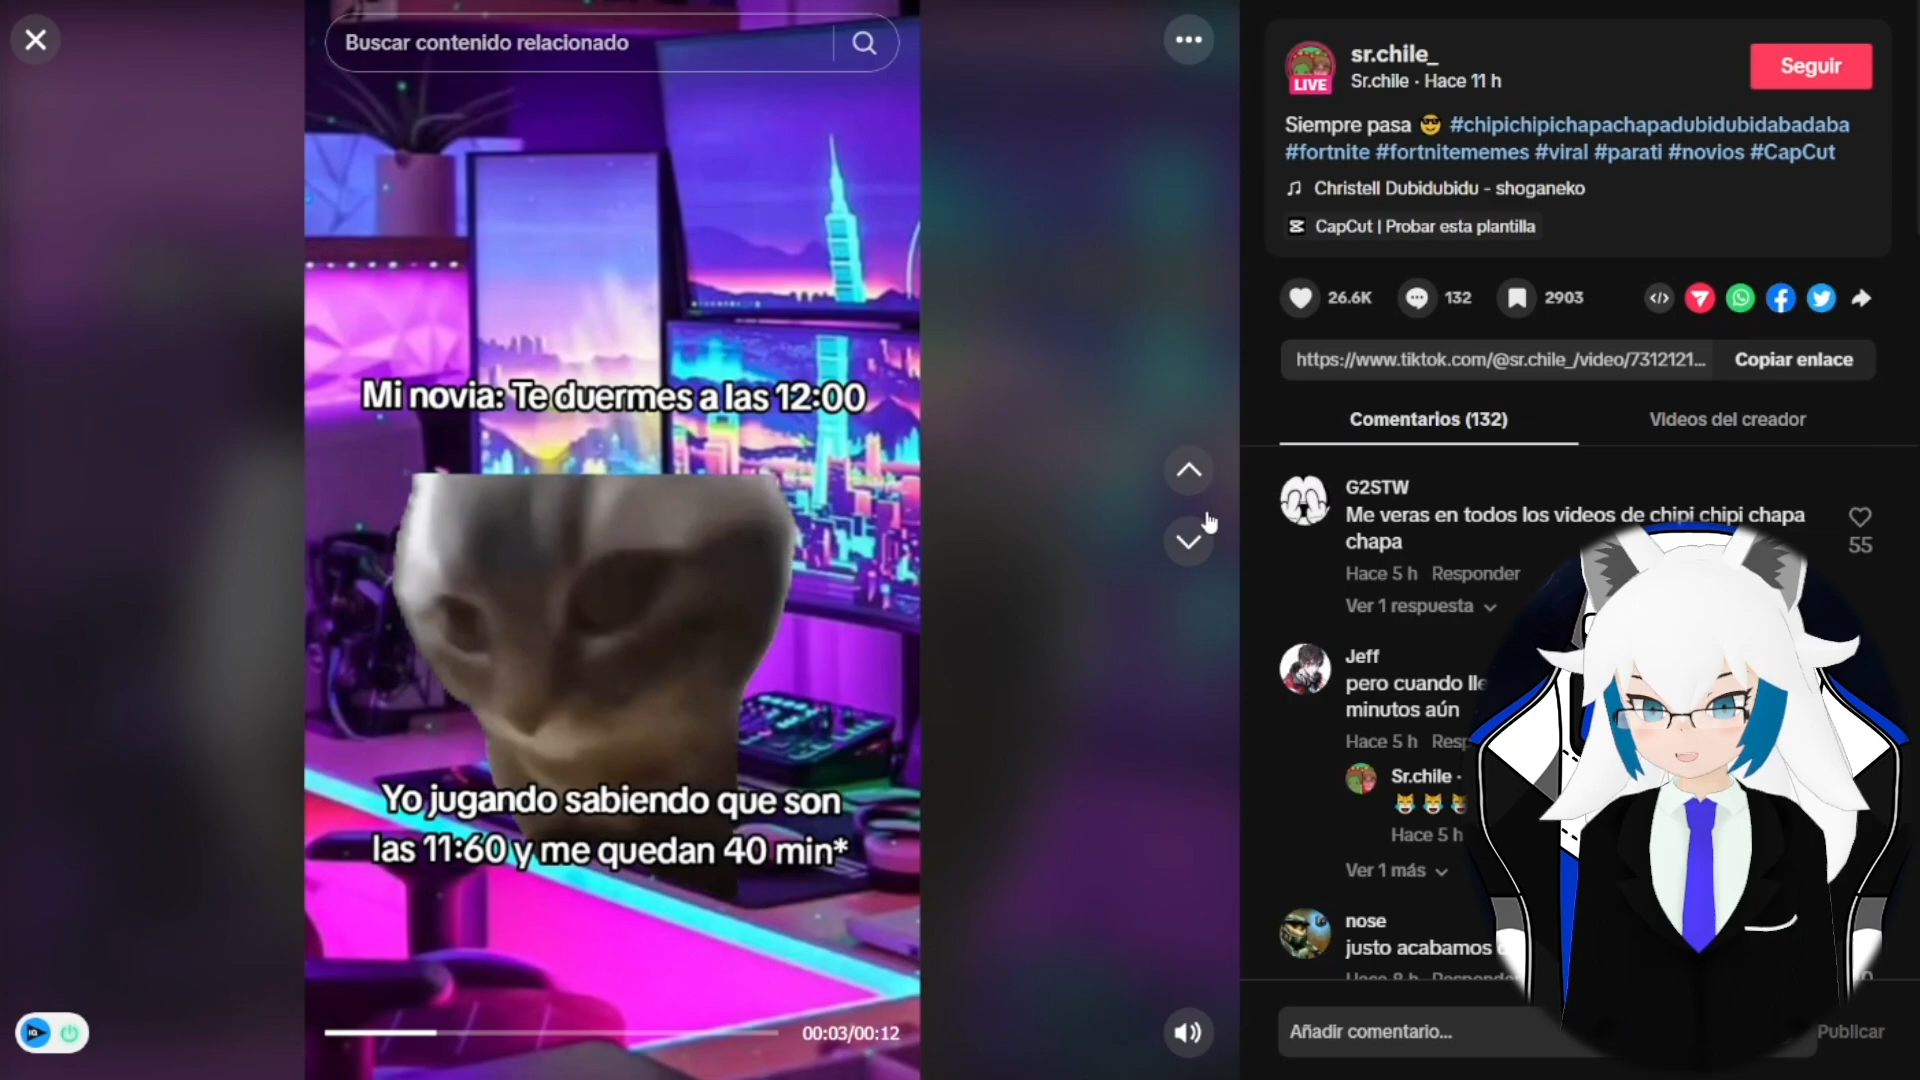 Buscar contenido relacionado
Mi novia: Te duermes a las 12:00
Yo jugando sabiendo que son
las 11:60 y me quedan 40 min*
00:03/00:12
LIVE
sr.chile_
Sr.chile · Hace 11 h
Seguir
Siempre pasa 😎 #chipichipichapachapadubidubidabadaba
#fortnite #fortnitememes #viral #parati #novios #CapCut
Christell Dubidubidu - shoganeko
CapCut | Probar esta plantilla
26.6K
132
2903
https://www.tiktok.com/@sr.chile_/video/7312121...
Copiar enlace
Comentarios (132)
Videos del creador
G2STW
Me veras en todos los videos de chipi chipi chapa
chapa
55
Hace 5 h Responder
Ver 1 respuesta
Jeff
pero cuando
minutos aún
Hace 5 h
Sr.chile ·
😹 😹 😹
Hace 5 h
Ver 1 más
nose
justo acabamos
Hace 8 h Responder
Añadir comentario...
Publicar